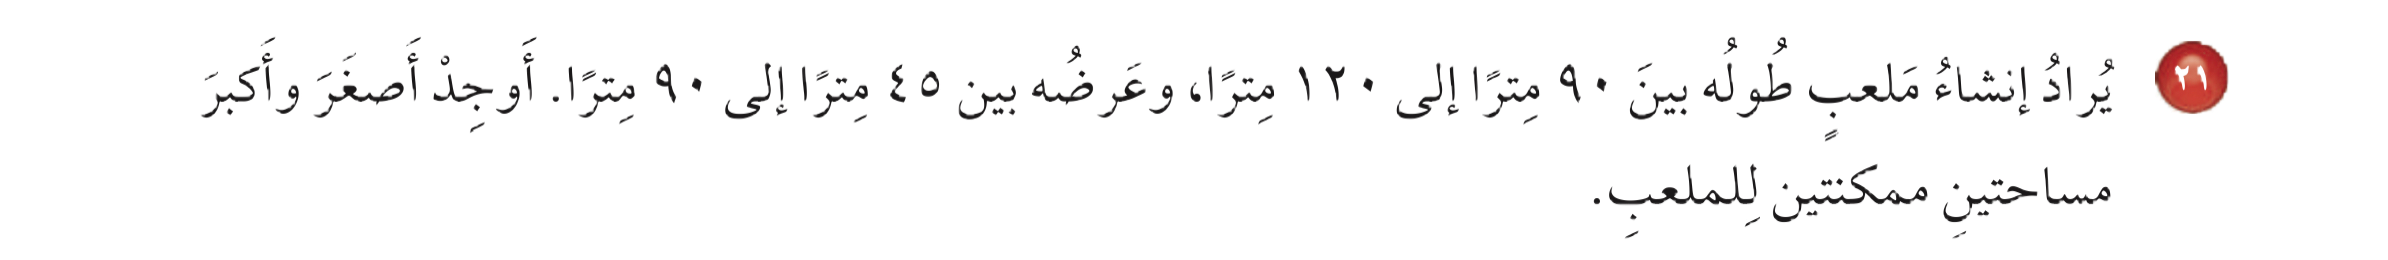 ٢١ يُرادُ إنشاءُ مَلعبٍ طُولُه بينَ ٩٠ مِترًا إلى ١٢٠ مِترًا، وعَرضُه بين ٤٥ مِترًا إلى ٩٠ مِترًا. أَوجِدْ أَصغَرَ وأَكبرَ
مساحتينِ ممكنتين لِلملعبِ.